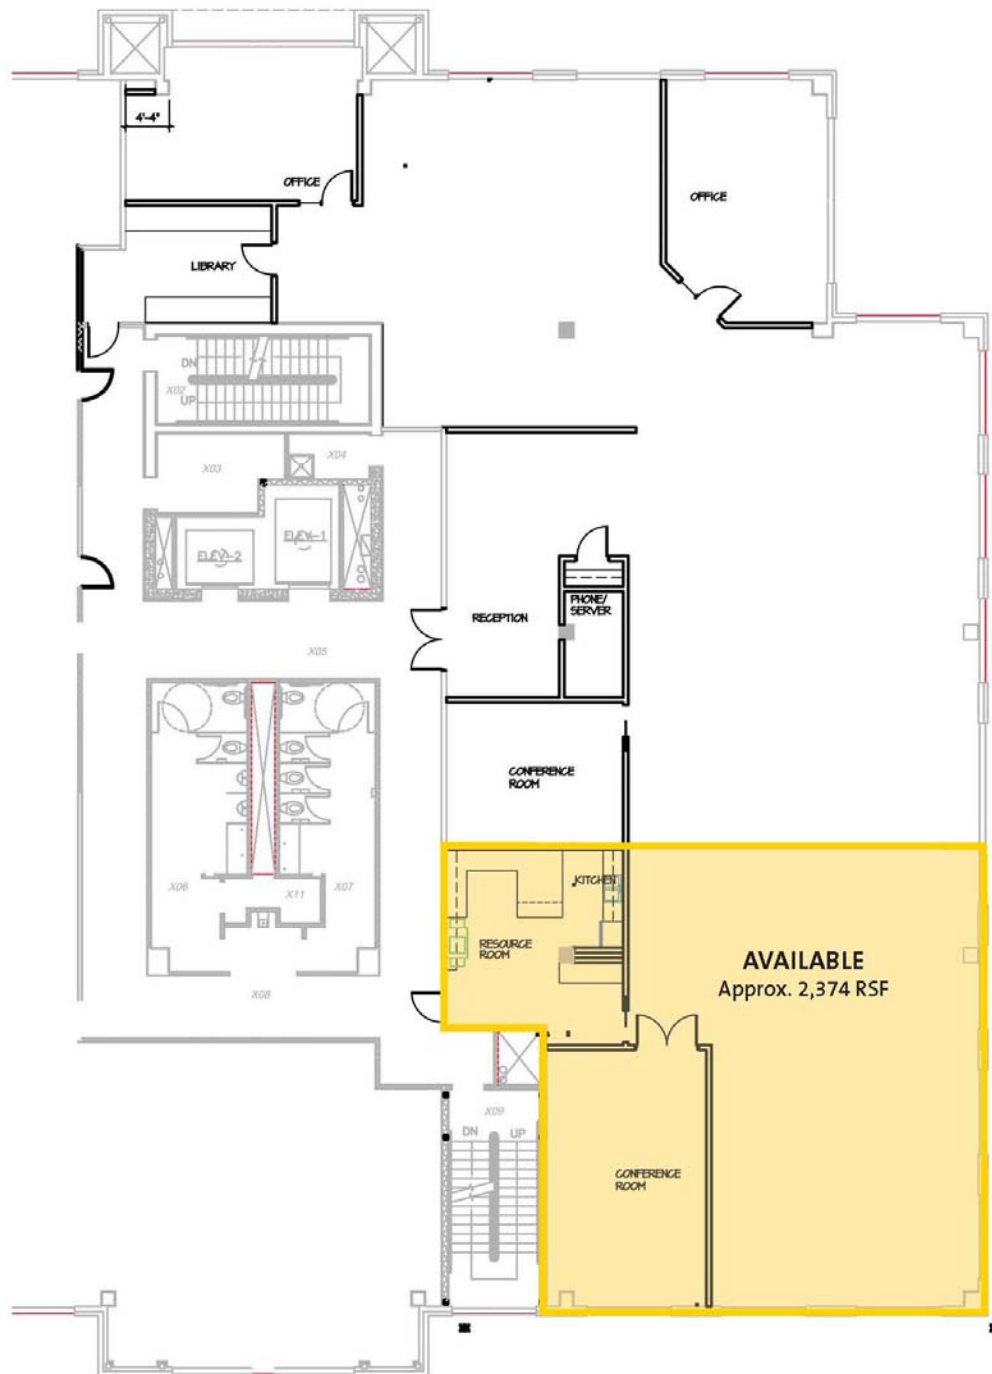 4'-4"
OFFICE
OFFICE
LIBRARY
DN
X02
UP
X03
X04
ELEV-1
ELEV-2
PHONE/
SERVER
RECEPTION
X05
CONFERENCE
ROOM
X06
X11
X07
KITCHEN
RESOURCE
ROOM
AVAILABLE
Approx. 2,374 RSF
X08
X09
DN
UP
CONFERENCE
ROOM